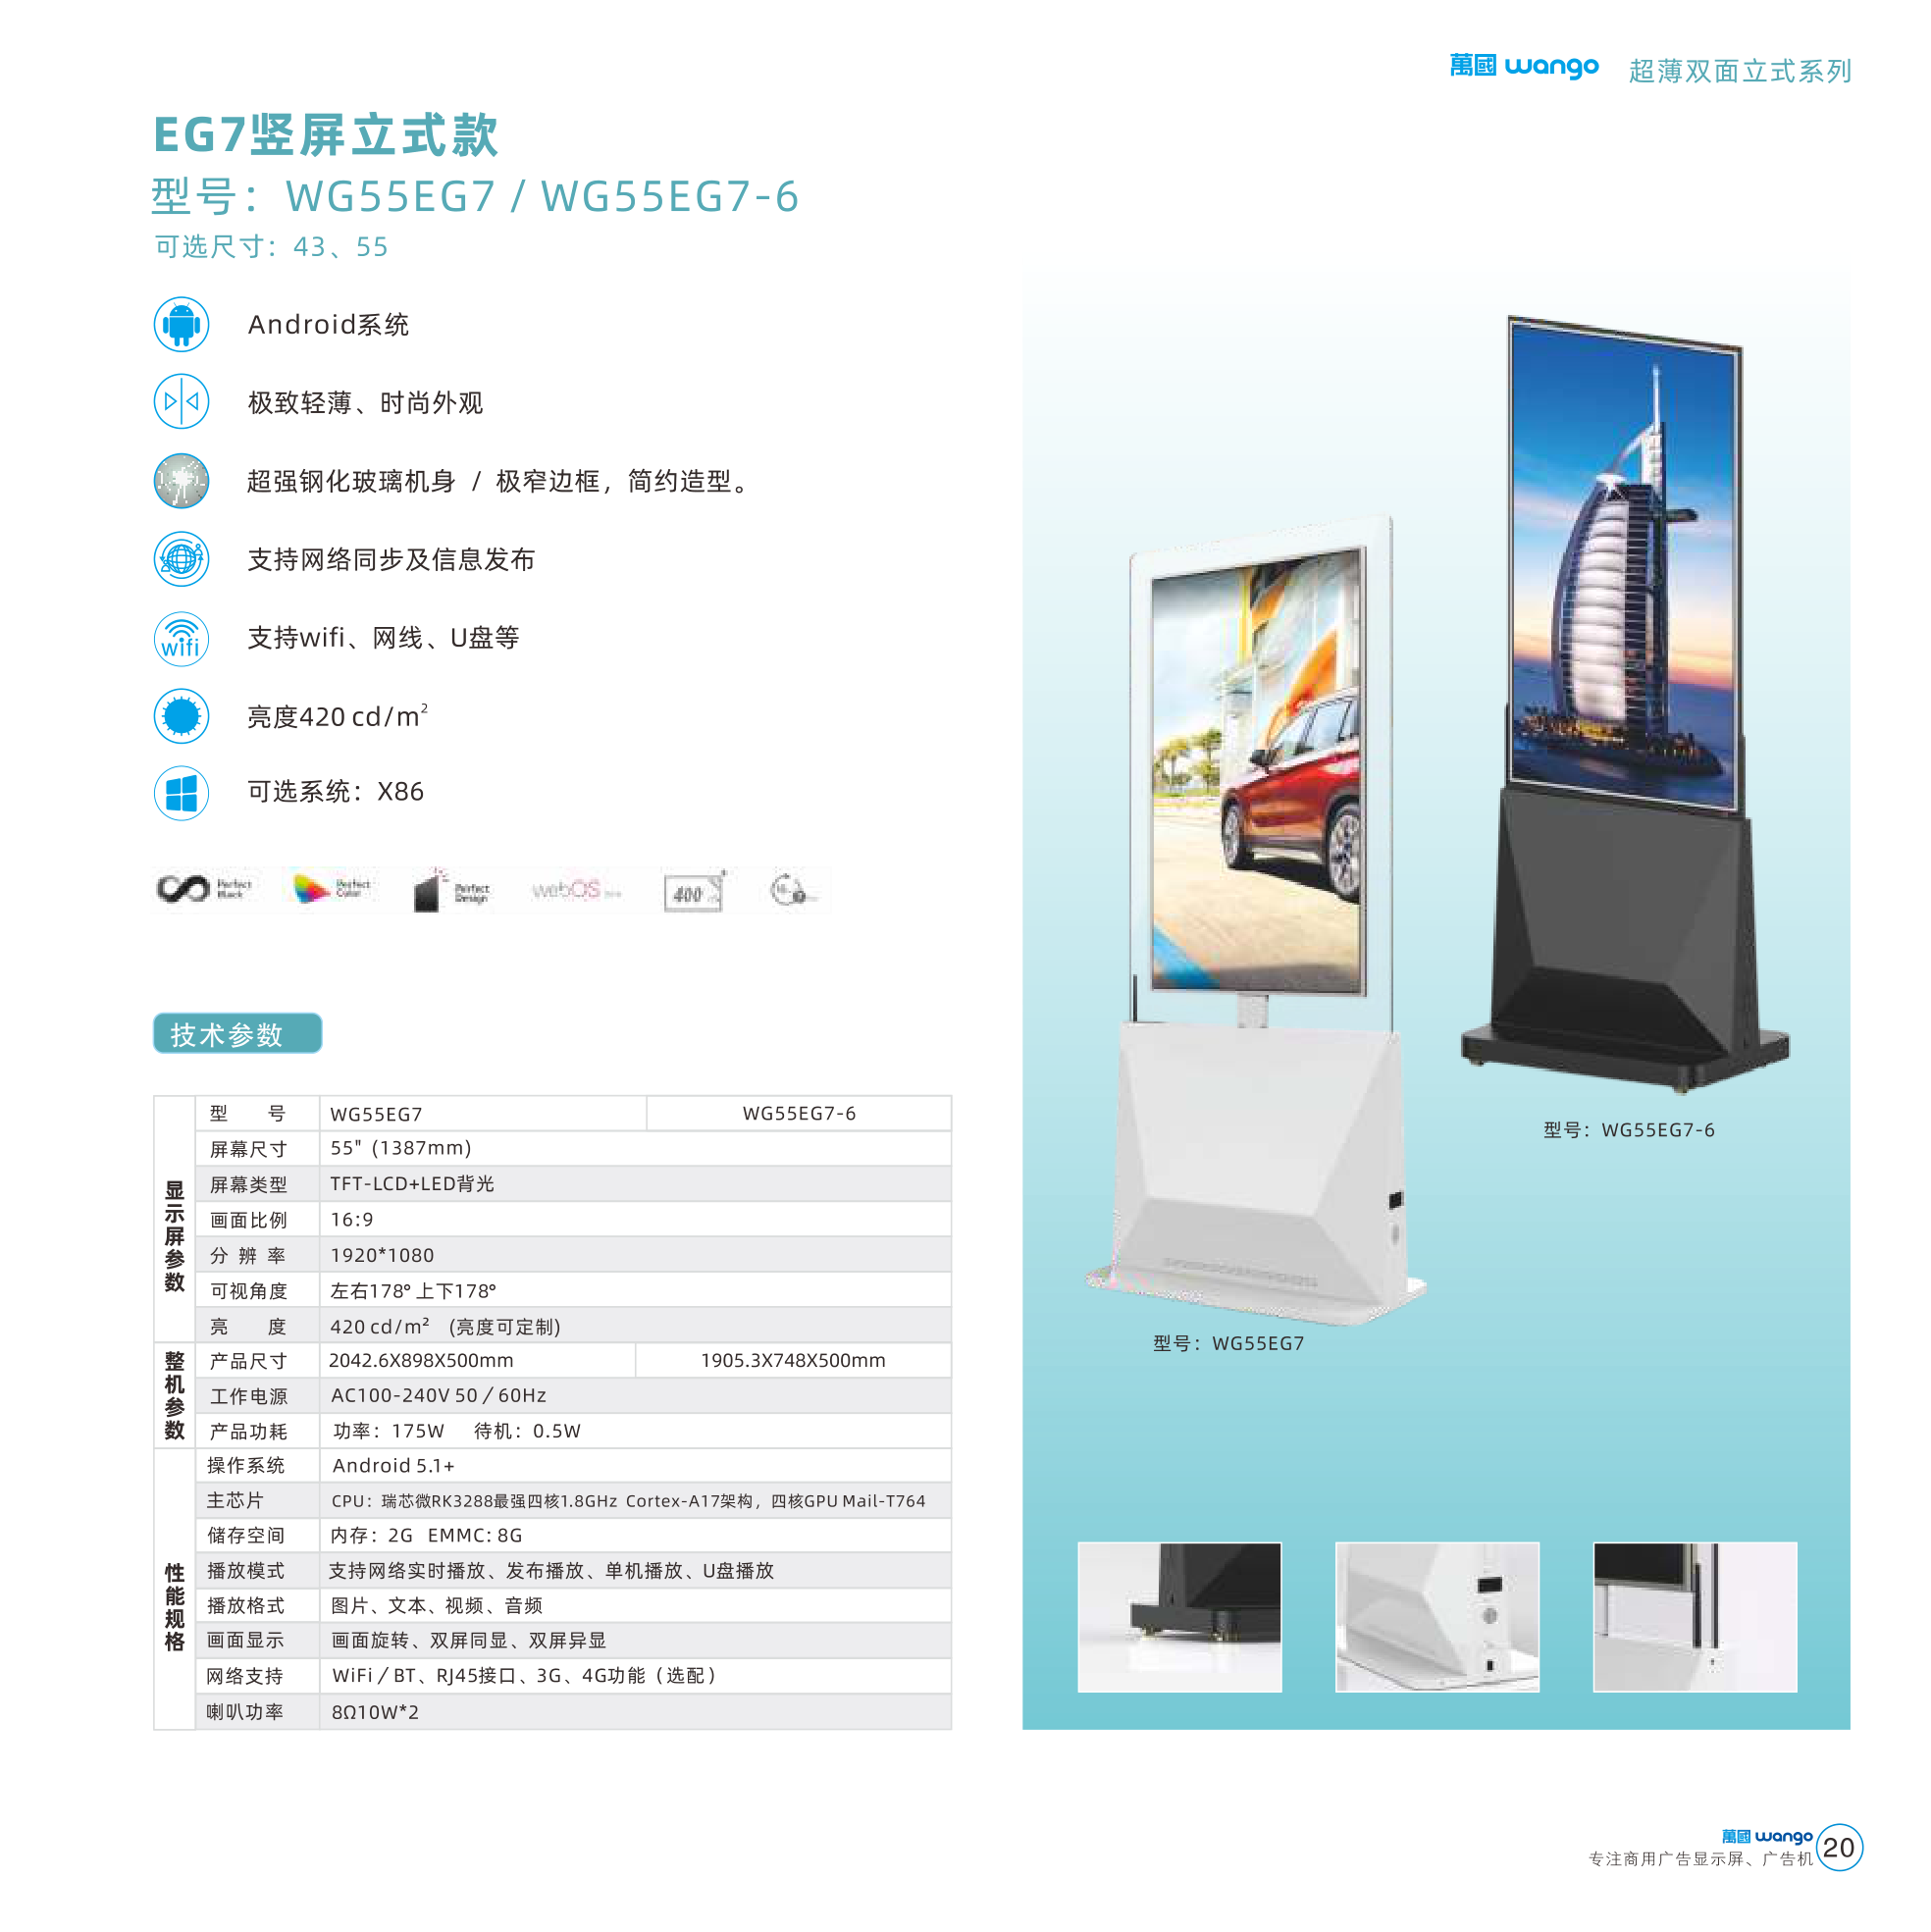 萬國 wango 超薄双面立式系列
EG7竖屏立式款
型号：WG55EG7 / WG55EG7-6
可选尺寸：43、55
Android系统
极致轻薄、时尚外观
超强钢化玻璃机身 / 极窄边框，简约造型。
支持网络同步及信息发布
wifi
支持wifi、网线、U盘等
亮度420 cd/m²
可选系统：X86
Perfect Black
Perfect Color
Perfect Design
webOS
400
技术参数
显示屏参数
型 号 WG55EG7 WG55EG7-6
屏幕尺寸 55" (1387mm)
屏幕类型 TFT-LCD+LED背光
画面比例 16:9
分 辨 率 1920*1080
可视角度 左右178° 上下178°
亮 度 420 cd/m² (亮度可定制)
整机参数
产品尺寸 2042.6X898X500mm 1905.3X748X500mm
工作电源 AC100-240V 50 / 60Hz
产品功耗 功率：175W 待机：0.5W
性能规格
操作系统 Android 5.1+
主芯片 CPU：瑞芯微RK3288最强四核1.8GHz Cortex-A17架构，四核GPU Mail-T764
储存空间 内存：2G EMMC: 8G
播放模式 支持网络实时播放、发布播放、单机播放、U盘播放
播放格式 图片、文本、视频、音频
画面显示 画面旋转、双屏同显、双屏异显
网络支持 WiFi / BT、RJ45接口、3G、4G功能（选配）
喇叭功率 8Ω10W*2
型号：WG55EG7-6
型号：WG55EG7
萬國 wango
专注商用广告显示屏、广告机
20